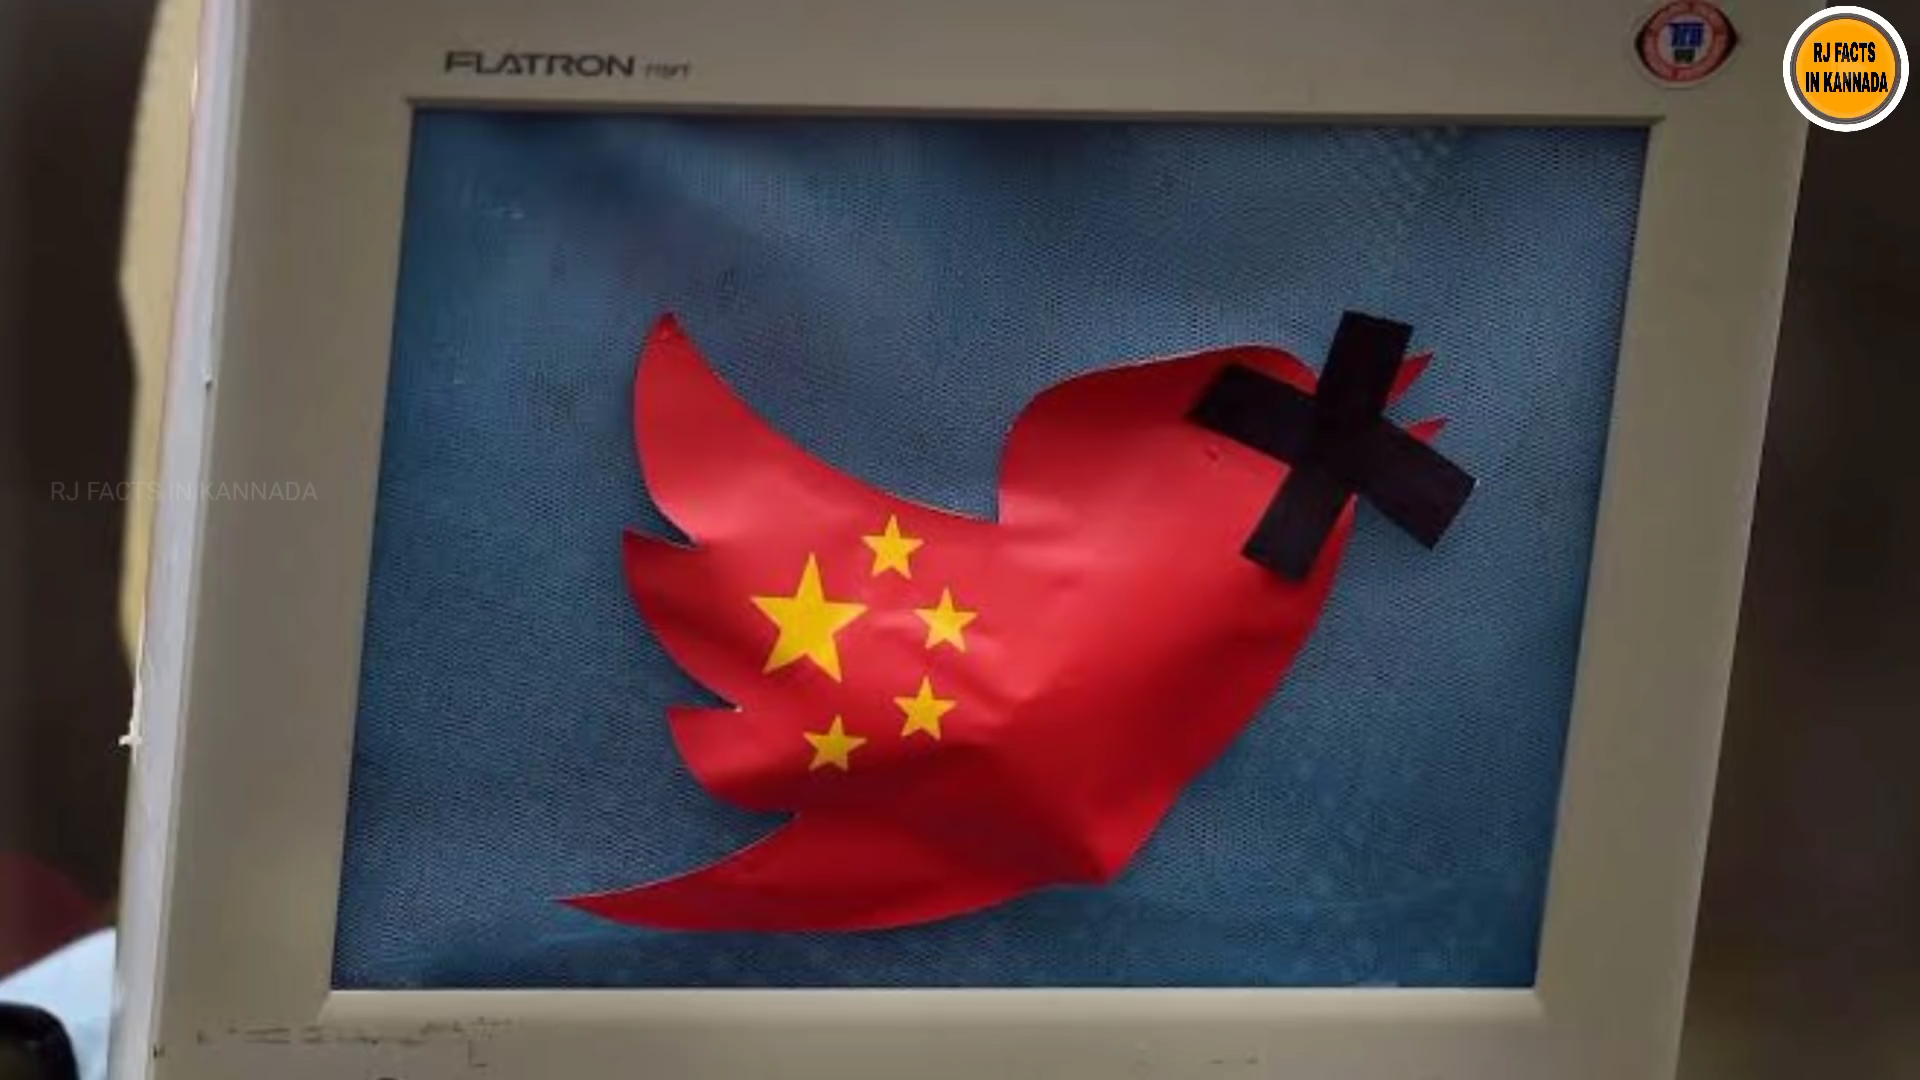 FLATRON
RJ FACTS
IN KANNADA
RJ FACTS IN KANNADA